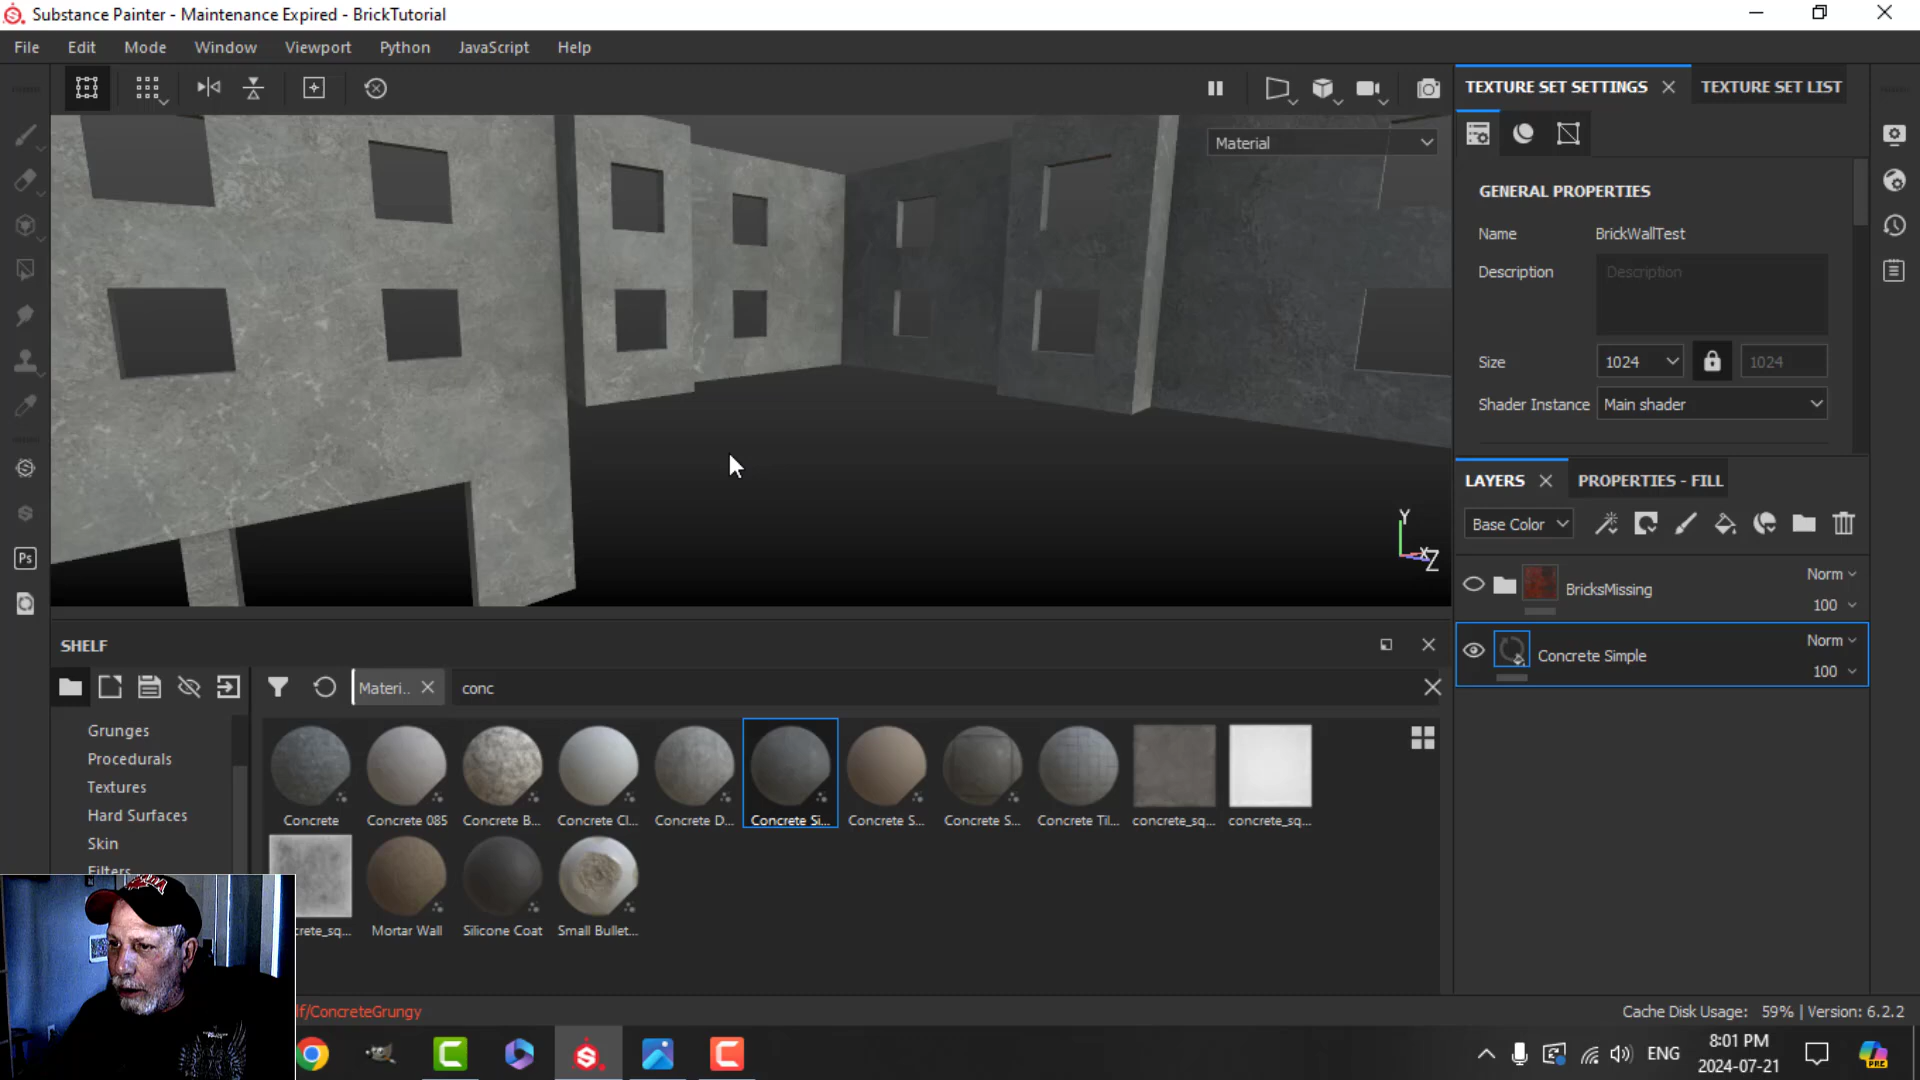 Substance Painter - Maintenance Expired - BrickTutorial
File Edit Mode Window Viewport Python JavaScript Help
TEXTURE SET SETTINGS TEXTURE SET LIST
Material
GENERAL PROPERTIES
Name BrickWallTest
Description Description
Size 1024 1024
Shader Instance Main shader
Y
Z
LAYERS PROPERTIES - FILL
Base Color
BricksMissing Norm
100
Concrete Simple Norm
100
SHELF
Materi.. conc
Grunges
Procedurals
Textures
Hard Surfaces
Skin
Filters
Concrete Concrete 085 Concrete B... Concrete Cl... Concrete D... Concrete Si... Concrete S... Concrete S... Concrete Til... concrete_sq... concrete_sq...
crete_sq... Mortar Wall Silicone Coat Small Bullet...
lf/ConcreteGrungy
Cache Disk Usage: 59% | Version: 6.2.2
Ps
ENG
8:01 PM
2024-07-21
PRE